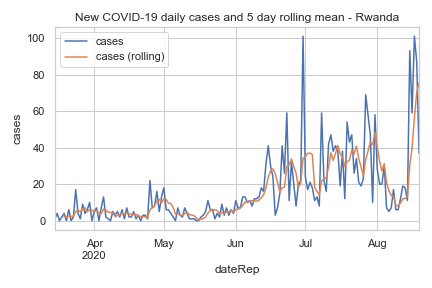 New COVID-19 daily cases and 5 day rolling mean - Rwanda
cases
cases (rolling)
100
80
60
40
20
0
cases
Apr
2020
May
Jun
Jul
Aug
dateRep